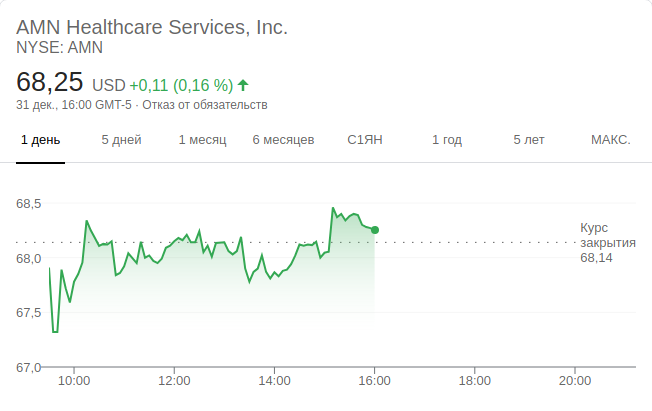 AMN Healthcare Services, Inc.
NYSE: AMN
68,25 USD +0,11 (0,16 %)
31 дек., 16:00 GMT-5 · Отказ от обязательств
1 день 5 дней 1 месяц 6 месяцев С1ЯН 1 год 5 лет МАКС.
68,5
68,0
67,5
67,0
Курс
закрытия
68,14
10:00 12:00 14:00 16:00 18:00 20:00